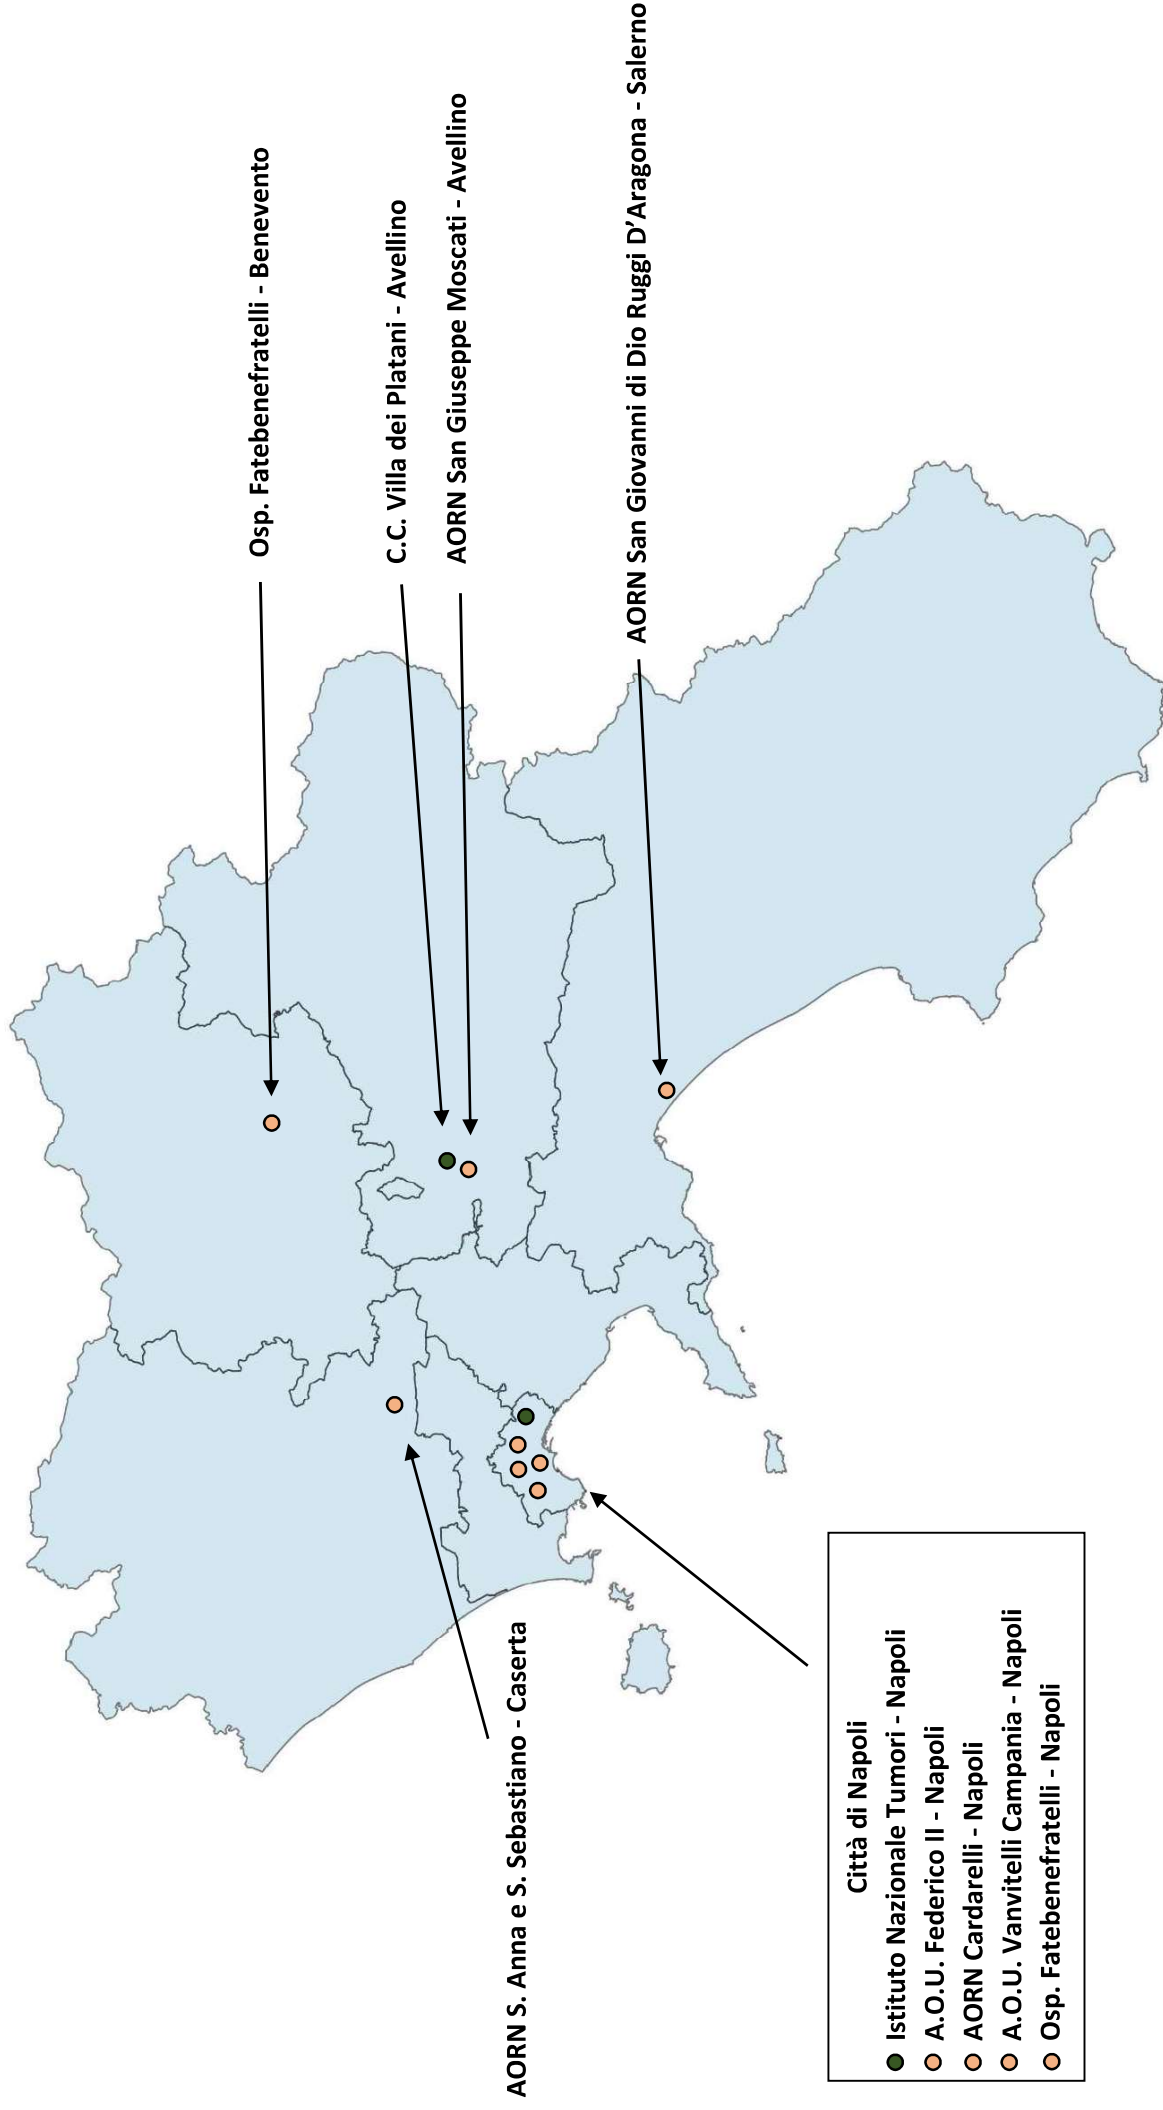 Osp. Fatebenefratelli - Benevento
C.C. Villa dei Platani - Avellino
AORN San Giuseppe Moscati - Avellino
AORN San Giovanni di Dio Ruggi D’Aragona - Salerno
AORN S. Anna e S. Sebastiano - Caserta
Città di Napoli
Istituto Nazionale Tumori - Napoli
A.O.U. Federico II - Napoli
AORN Cardarelli - Napoli
A.O.U. Vanvitelli Campania - Napoli
Osp. Fatebenefratelli - Napoli